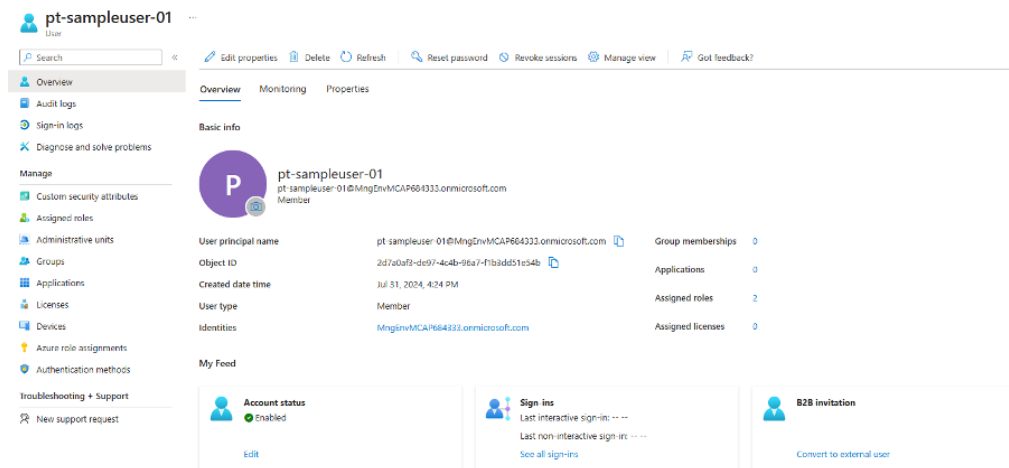 pt-sampleuser-01 ...
User
Search
«
Edit properties Delete Refresh Reset password Revoke sessions Manage view Got feedback?
Overview
Audit logs
Sign-in logs
Diagnose and solve problems
Manage
Custom security attributes
Assigned roles
Administrative units
Groups
Applications
Licenses
Devices
Azure role assignments
Authentication methods
Troubleshooting + Support
New support request
Overview Monitoring Properties
Basic info
P
pt-sampleuser-01
pt-sampleuser-01@MngEnvMCAP684333.onmicrosoft.com
Member
User principal name pt-sampleuser-01@MngEnvMCAP684333.onmicrosoft.com
Object ID 2d7a0af3-de97-4c4b-96a7-f1b3dd51e54b
Created date time Jul 31, 2024, 4:24 PM
User type Member
Identities MngEnvMCAP684333.onmicrosoft.com
Group memberships 0
Applications 0
Assigned roles 2
Assigned licenses 0
My Feed
Account status
Enabled
Edit
Sign-ins
Last interactive sign-in: -- --
Last non-interactive sign-in: -- --
See all sign-ins
B2B invitation
Convert to external user